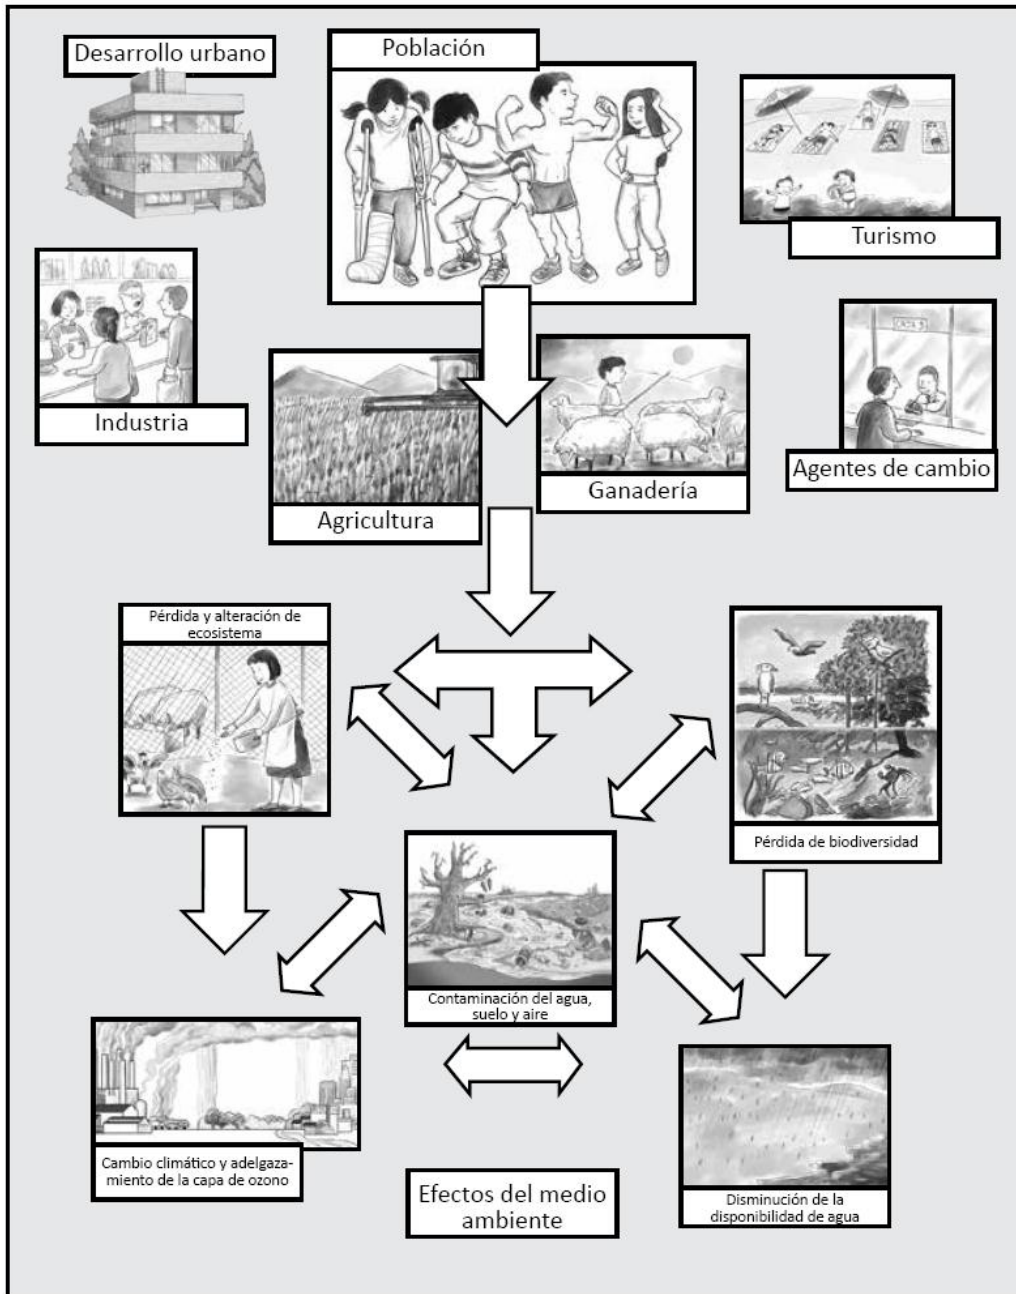 Desarrollo urbano
Población
Turismo
Industria
Agricultura
Ganadería
Agentes de cambio
Pérdida y alteración de
ecosistema
Pérdida de biodiversidad
Contaminación del agua,
suelo y aire
Cambio climático y adelgaza-
miento de la capa de ozono
Efectos del medio
ambiente
Disminución de la
disponibilidad de agua